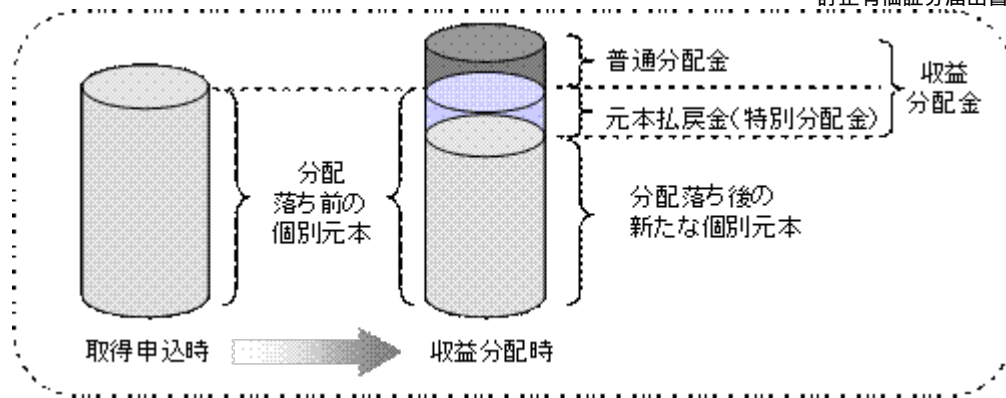 普通分配金
収益
分配金
元本払戻金(特別分配金)
分配
落ち前の
個別元本
分配落ち後の
新たな個別元本
取得申込時
収益分配時